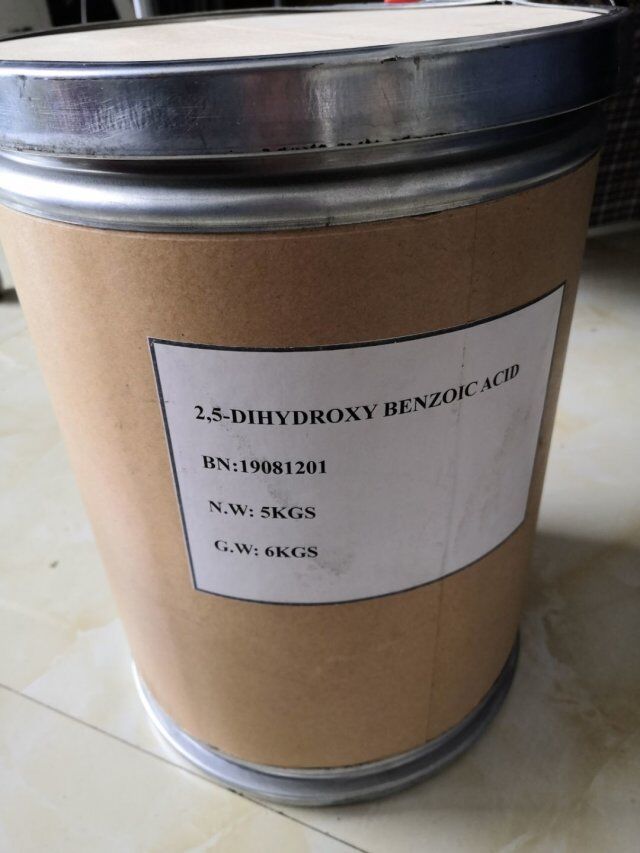 2,5-DIHYDROXY BENZOIC ACID
BN:19081201
N.W: 5KGS
G.W: 6KGS